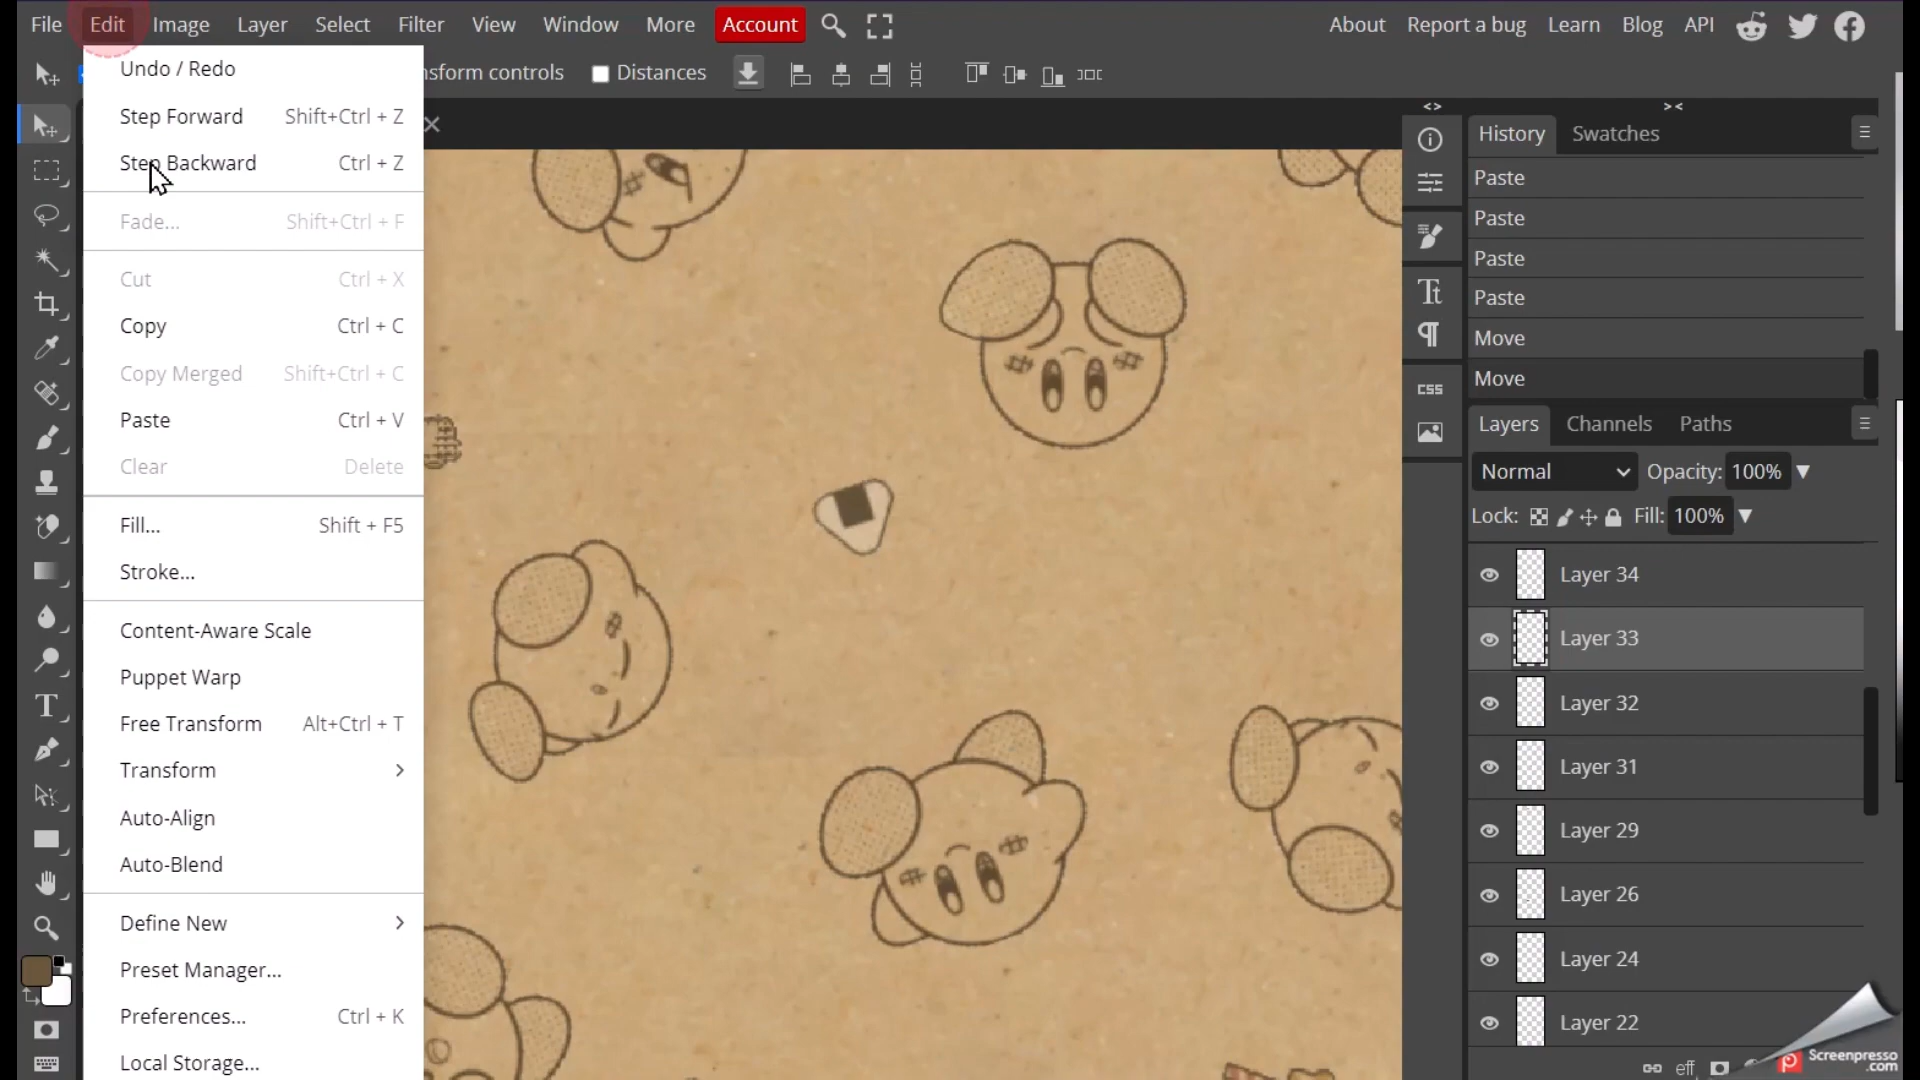 File Edit Image Layer Select Filter View Window More Account About Report a bug Learn Blog API
Distances
Undo / Redo
Step Forward Shift+Ctrl + Z
Step Backward Ctrl + Z
Fade... Shift+Ctrl + F
Cut Ctrl + X
Copy Ctrl + C
Copy Merged Shift+Ctrl + C
Paste Ctrl + V
Clear Delete
Fill... Shift + F5
Stroke...
Content-Aware Scale
Puppet Warp
Free Transform Alt+Ctrl + T
Transform >
Auto-Align
Auto-Blend
Define New >
Preset Manager...
Preferences... Ctrl + K
Local Storage...
nsform controls
<> ><
History Swatches
Paste
Paste
Paste
Paste
Move
Move
CSS
Layers Channels Paths
Normal Opacity: 100%
Lock: Fill: 100%
Layer 34
Layer 33
Layer 32
Layer 31
Layer 29
Layer 26
Layer 24
Layer 22
eff
Screenpresso
.com